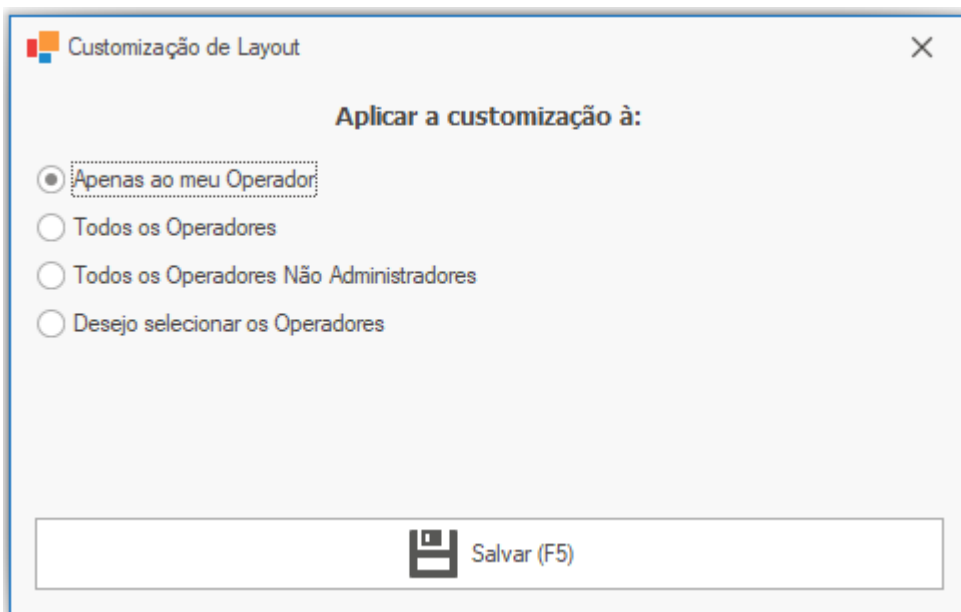 Customização de Layout
Aplicar a customização à:
Apenas ao meu Operador
Todos os Operadores
Todos os Operadores Não Administradores
Desejo selecionar os Operadores
Salvar (F5)